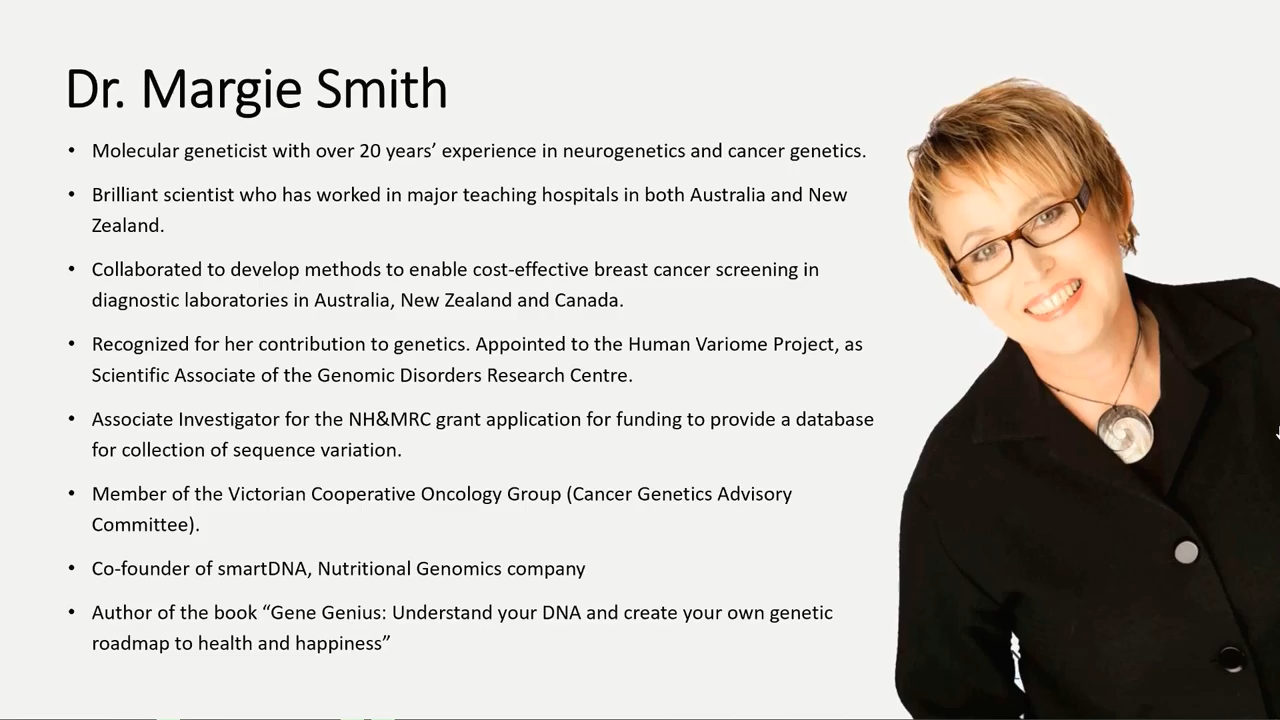 Dr. Margie Smith
• Molecular geneticist with over 20 years’ experience in neurogenetics and cancer genetics.
• Brilliant scientist who has worked in major teaching hospitals in both Australia and New
Zealand.
• Collaborated to develop methods to enable cost-effective breast cancer screening in
diagnostic laboratories in Australia, New Zealand and Canada.
• Recognized for her contribution to genetics. Appointed to the Human Variome Project, as
Scientific Associate of the Genomic Disorders Research Centre.
• Associate Investigator for the NH&MRC grant application for funding to provide a database
for collection of sequence variation.
• Member of the Victorian Cooperative Oncology Group (Cancer Genetics Advisory
Committee).
• Co-founder of smartDNA, Nutritional Genomics company
• Author of the book “Gene Genius: Understand your DNA and create your own genetic
roadmap to health and happiness”